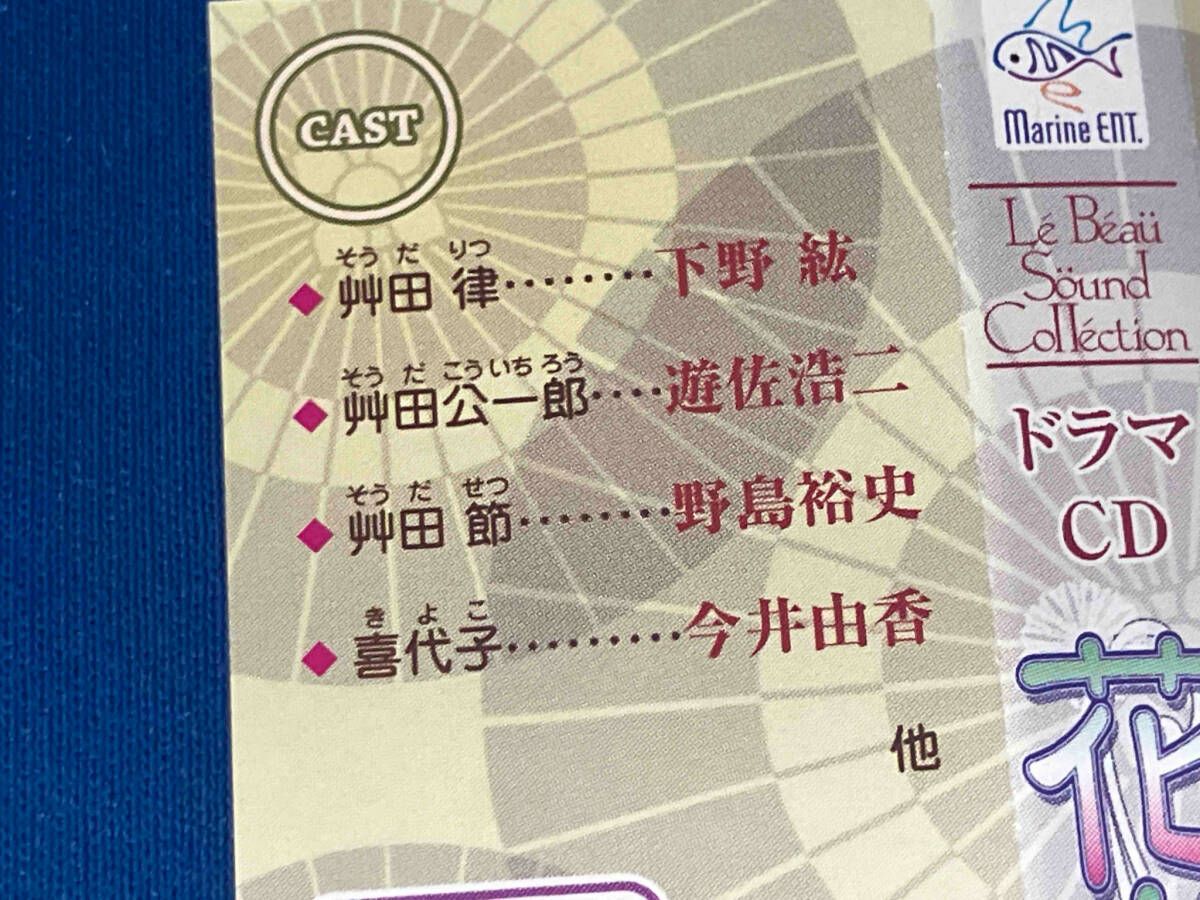 CAST
そう だ りつ
艸田 律‥‥‥‥下野 紘
そう だ こういちろう
艸田公一郎‥‥遊佐浩二
そう だ せつ
艸田 節‥‥‥‥野島裕史
き よ こ
喜代子‥‥‥‥‥今井由香
他
Marine ENT.
Lé Béaü
Söund
Colléction
ドラマ
CD
花